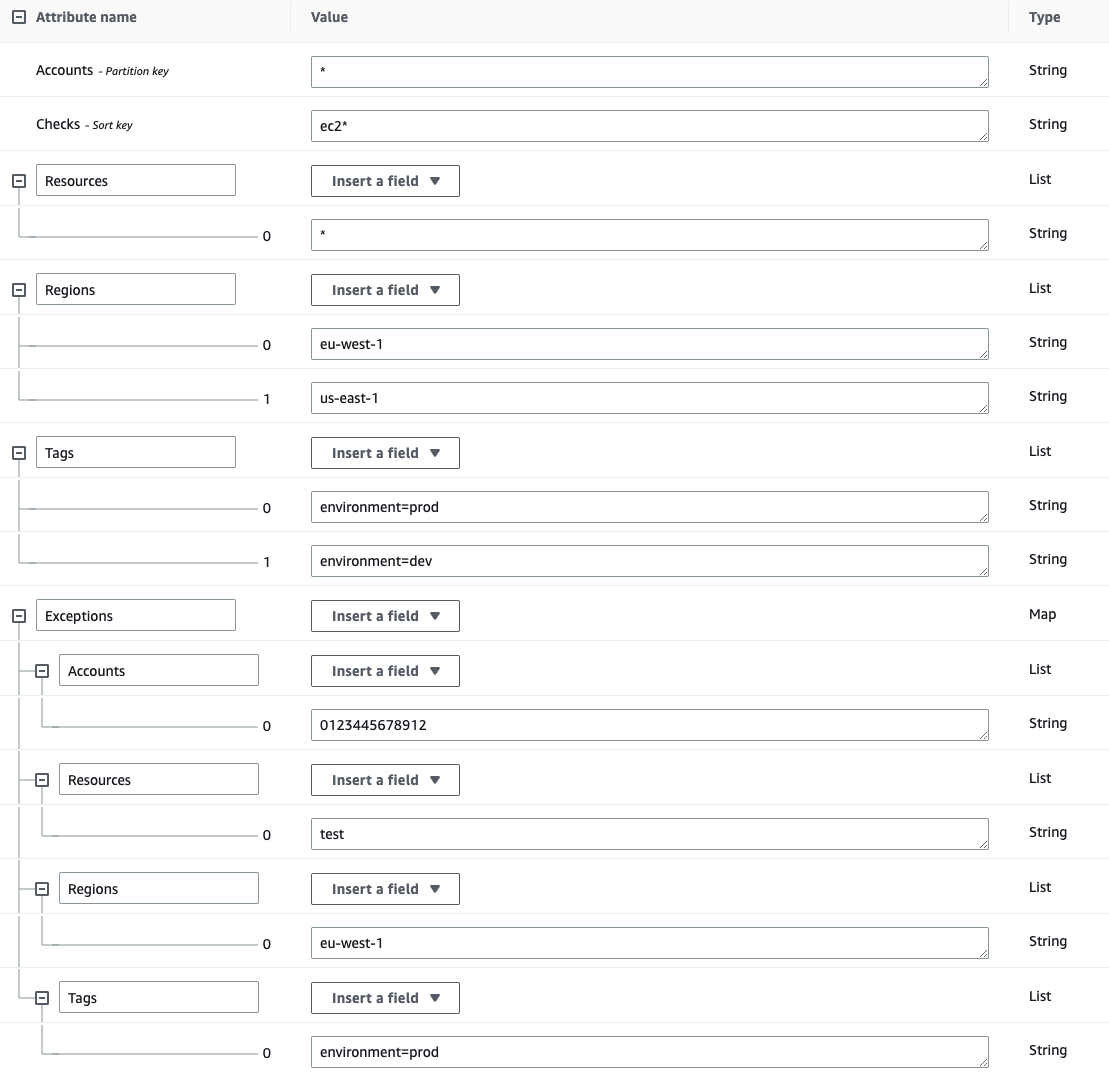 Attribute name Value Type
Accounts - Partition key * String
Checks - Sort key ec2* String
Resources Insert a field List
0 * String
Regions Insert a field List
0 eu-west-1 String
1 us-east-1 String
Tags Insert a field List
0 environment=prod String
1 environment=dev String
Exceptions Insert a field Map
Accounts Insert a field List
0 0123445678912 String
Resources Insert a field List
0 test String
Regions Insert a field List
0 eu-west-1 String
Tags Insert a field List
0 environment=prod String